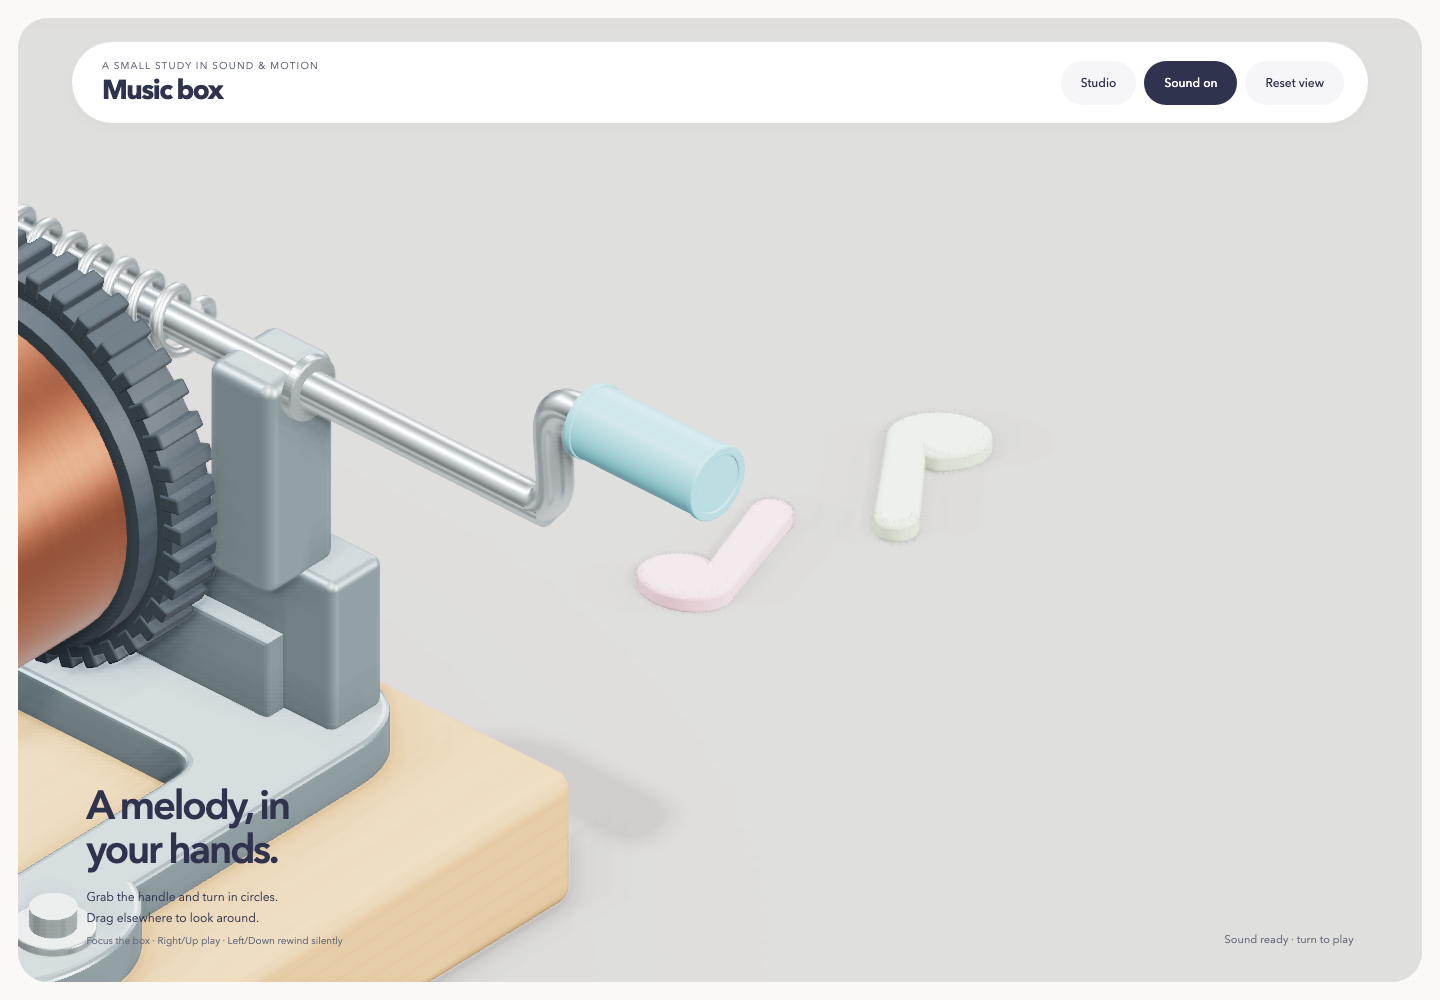 A SMALL STUDY IN SOUND & MOTION
Music box
Studio
Sound on
Reset view
A melody, in
your hands.
Grab the handle and turn in circles.
Drag elsewhere to look around.
Focus the box · Right/Up play · Left/Down rewind silently
Sound ready · turn to play